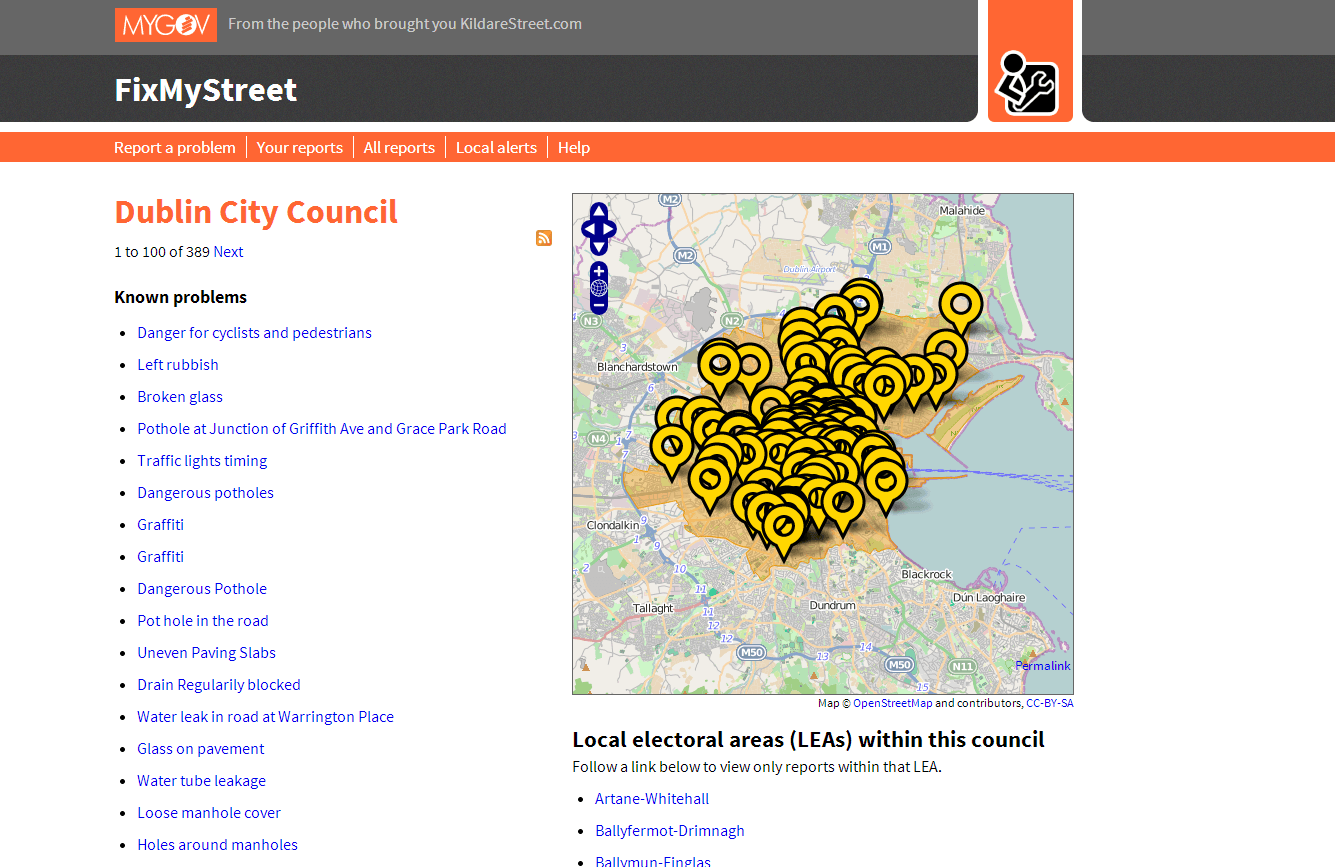 MYGOV From the people who brought you KildareStreet.com
FixMyStreet
Report a problem Your reports All reports Local alerts Help
Dublin City Council
1 to 100 of 389 Next
Known problems
Danger for cyclists and pedestrians
Left rubbish
Broken glass
Pothole at Junction of Griffith Ave and Grace Park Road
Traffic lights timing
Dangerous potholes
Graffiti
Graffiti
Dangerous Pothole
Pot hole in the road
Uneven Paving Slabs
Drain Regularily blocked
Water leak in road at Warrington Place
Glass on pavement
Water tube leakage
Loose manhole cover
Holes around manholes
M2
Malahide
M1
M2
Dublin Airport
N3
N2
3
Blanchardstown
6
N4
7
1
7
Clondalkin
9
1
9
2
10
11
Blackrock
Tallaght
11
Dundrum
Dún Laoghaire
12
12
M50
13
14
M50
N11
15
Permalink
Map © OpenStreetMap and contributors, CC-BY-SA
Local electoral areas (LEAs) within this council
Follow a link below to view only reports within that LEA.
Artane-Whitehall
Ballyfermot-Drimnagh
Ballymun-Finglas